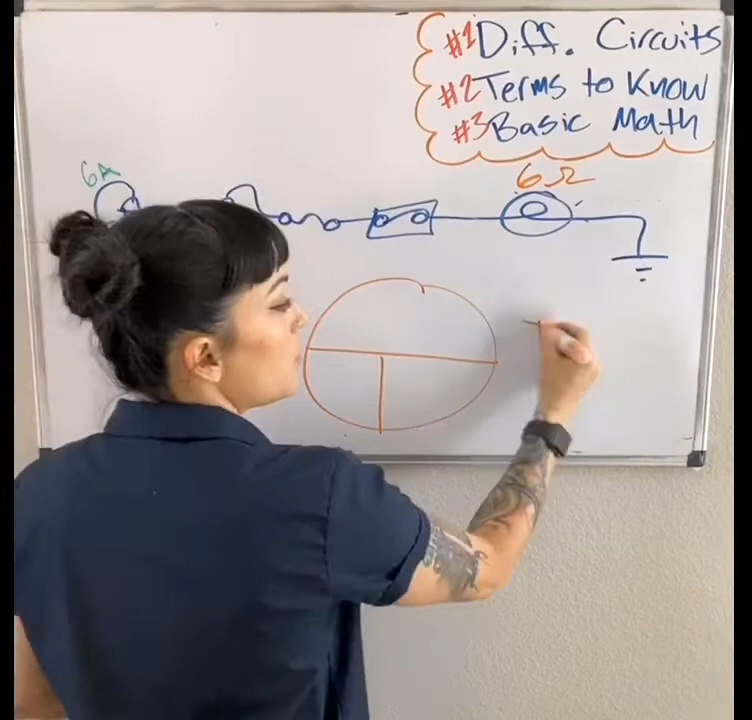 #1 Diff. Circuits
#2 Terms to Know
#3 Basic Math
6A
6Ω